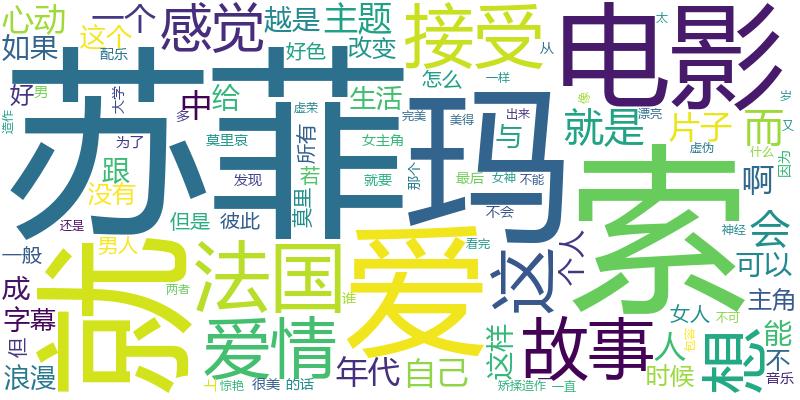 心动
一个
感觉
越是
主题
接受
电影
如果
这个
配乐
好色
改变
从
太
岁
好
男
大学
中
给
怎么
一样
造作
多
虚荣
生活
完美
美得
出来
漂亮
又
苏菲玛索
就是
片子
而
为了
莫里哀
所有
女主角
与
虚伪
因为
跟
没有
发现
若
就要
那个
最后
女神
不能
什么
啊
但是
彼此
莫里
不会
还是
男人
看完
神经
会
一般
就
法国
爱
这
个人
可以
成
两者
谁
女人
不可
主角
字幕
爱情
故事
这样
人
想
能
但
不
浪漫
上
惊艳
很美
的话
年代
自己
矫揉造作
一直
时候
音乐